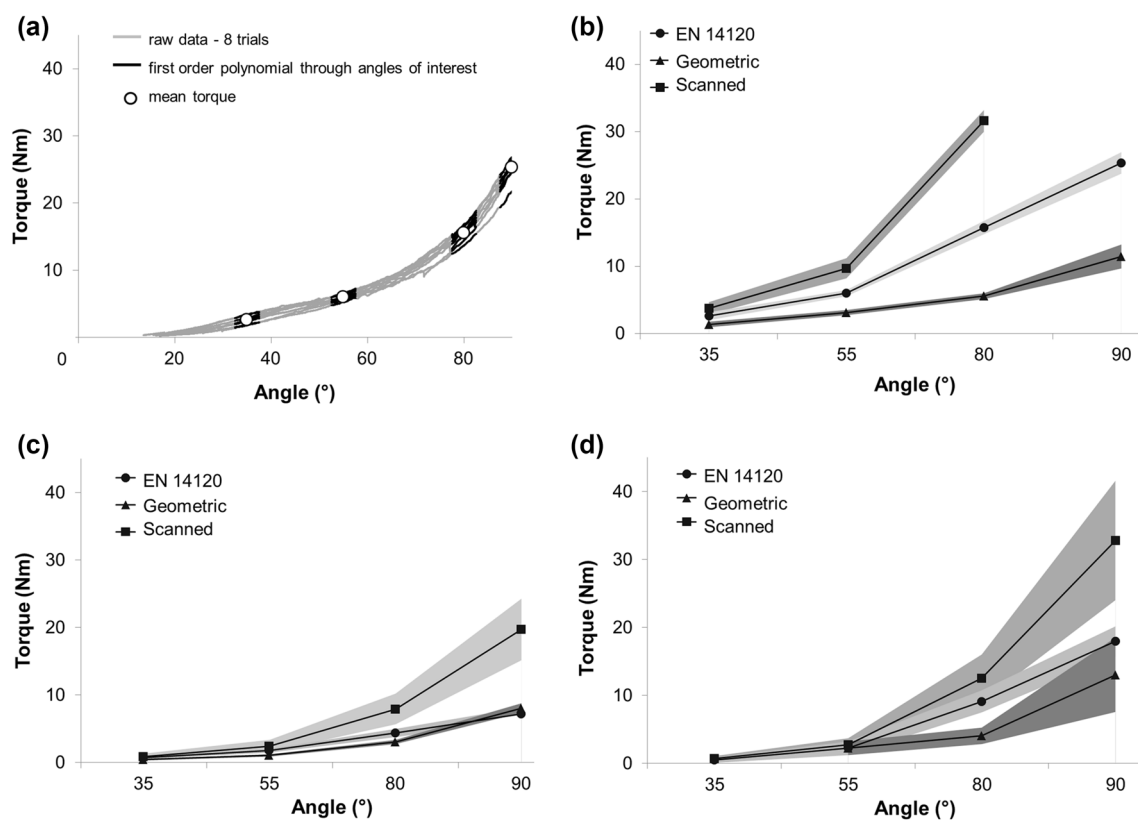 (a)
raw data - 8 trials
first order polynomial through angles of interest
mean torque
40
30
20
10
0
20
40
60
80
Torque (Nm)
Angle (°)
(b)
EN 14120
Geometric
Scanned
40
30
20
10
0
35
55
80
90
Torque (Nm)
Angle (°)
(c)
EN 14120
Geometric
Scanned
40
30
20
10
0
35
55
80
90
Torque (Nm)
Angle (°)
(d)
EN 14120
Geometric
Scanned
40
30
20
10
0
35
55
80
90
Torque (Nm)
Angle (°)